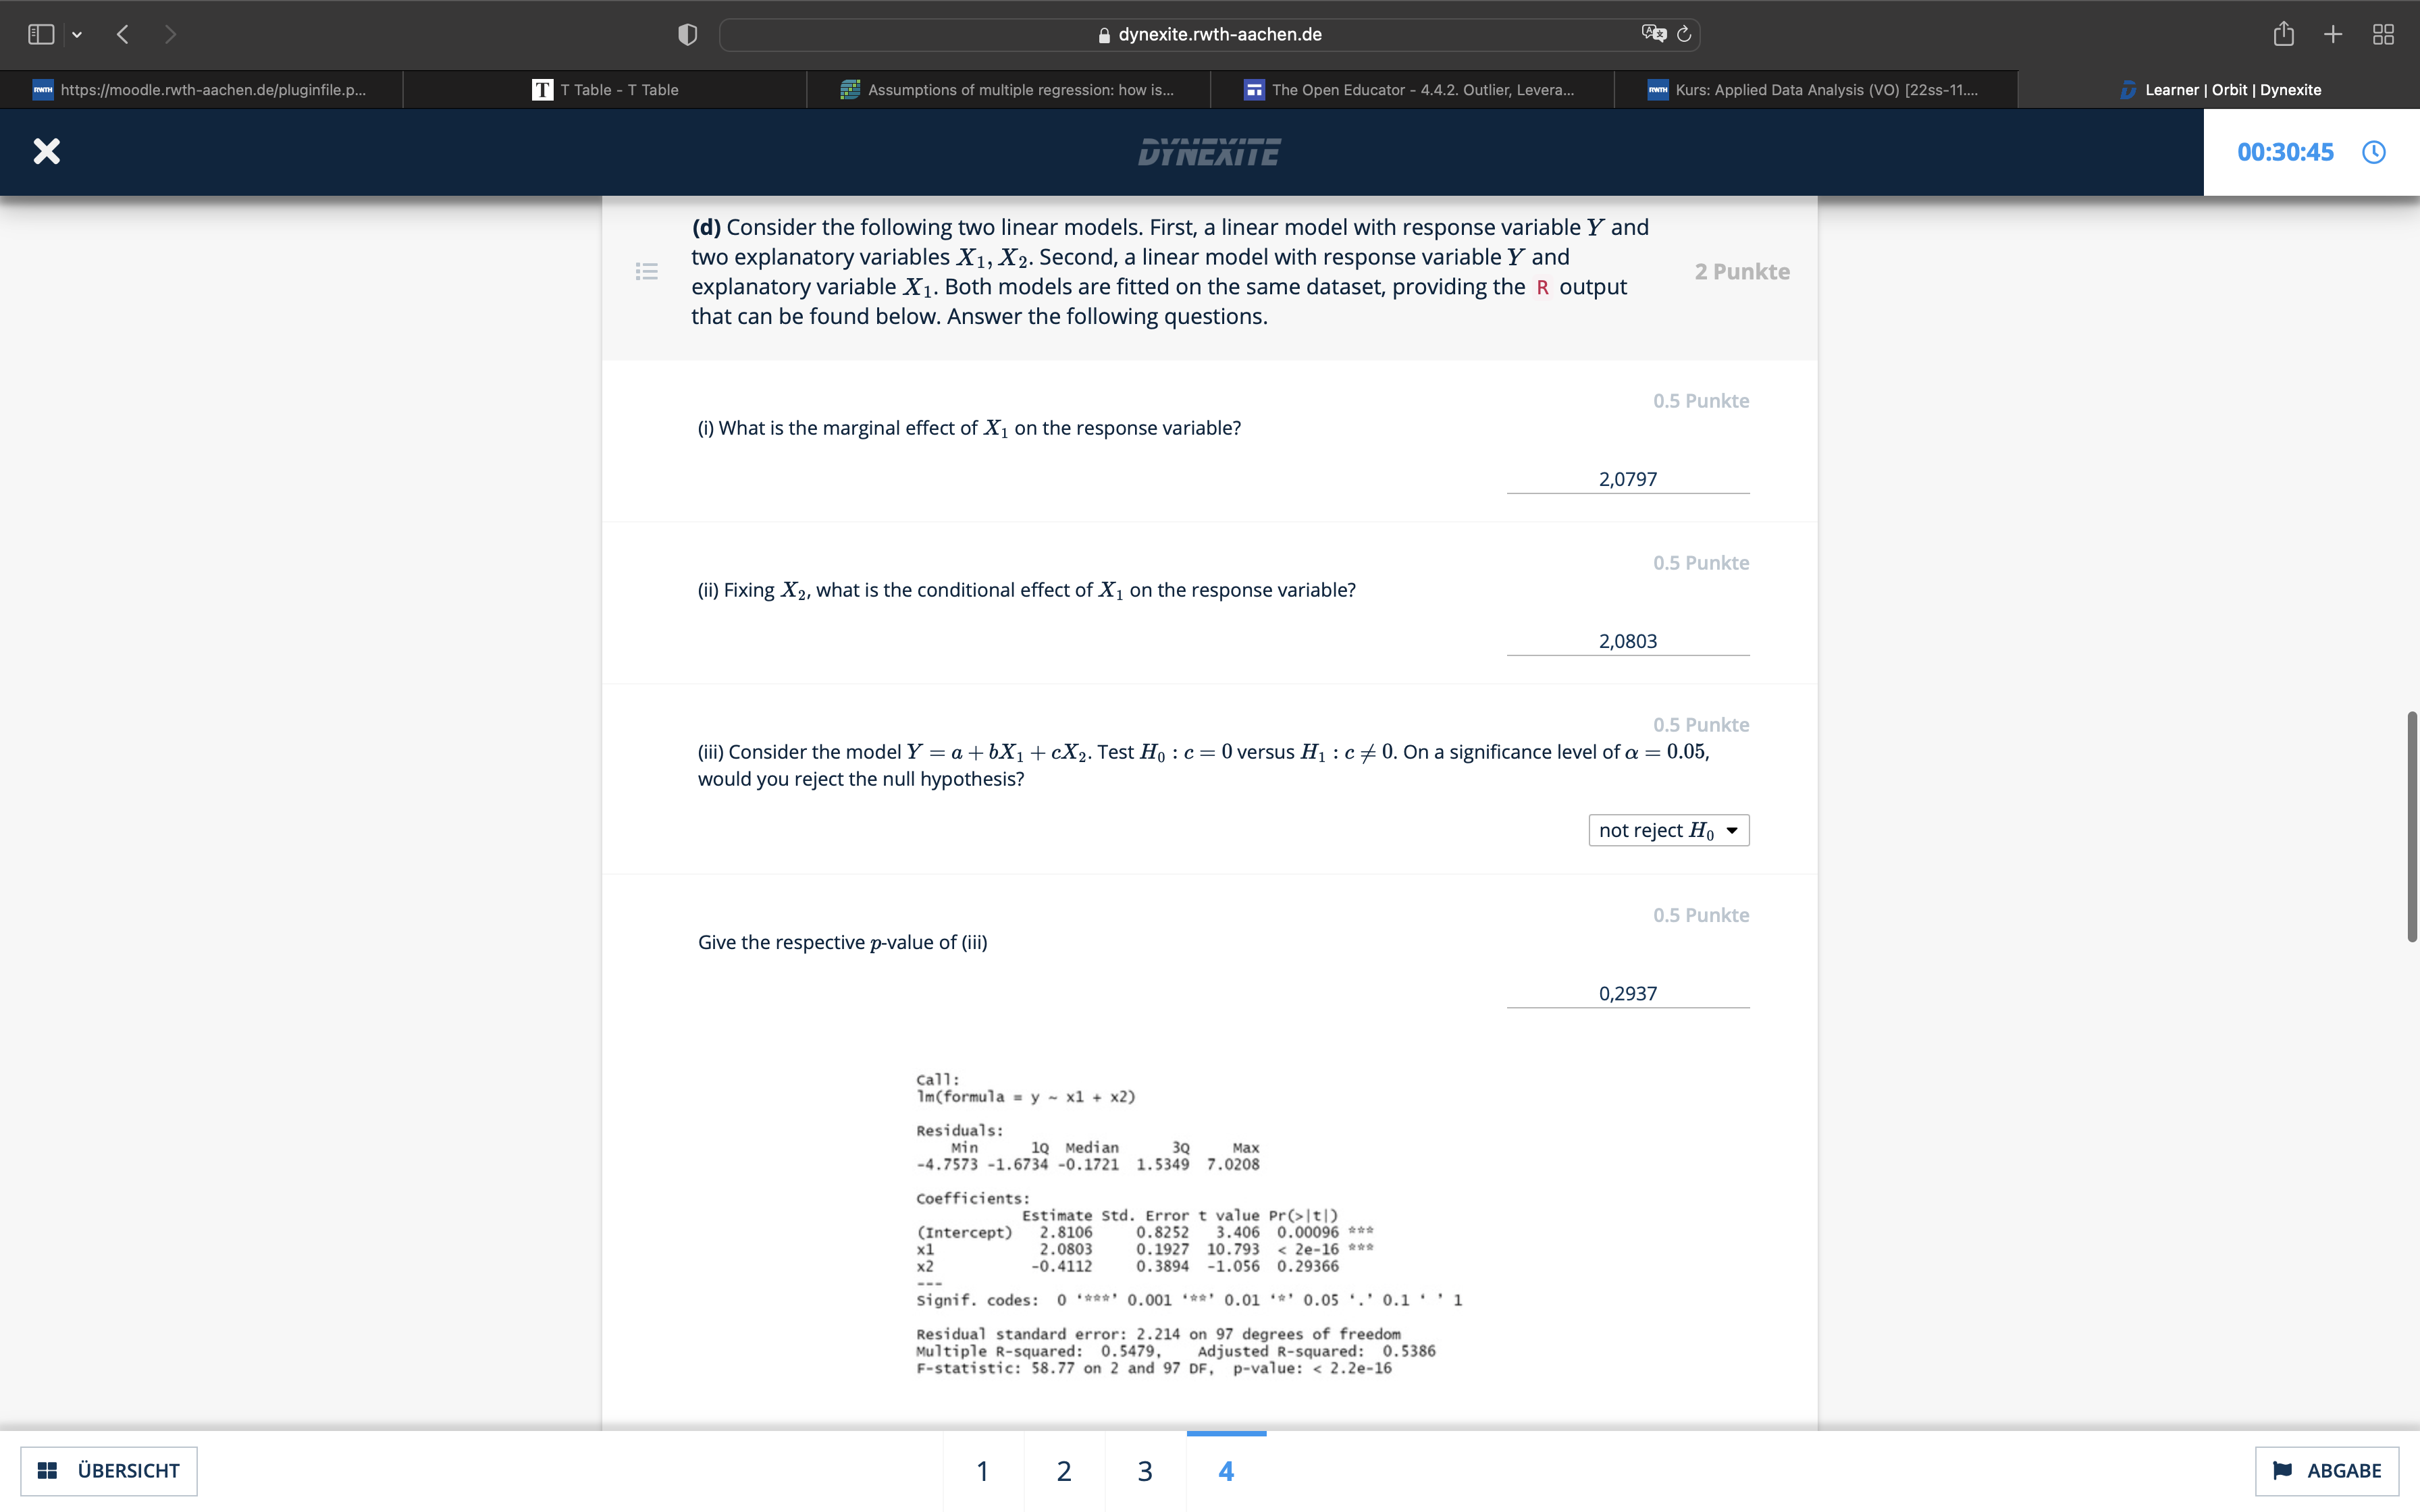 dynexite.rwth-aachen.de
RWTH https://moodle.rwth-aachen.de/pluginfile.p...
T T Table - T Table
Assumptions of multiple regression: how is...
The Open Educator - 4.4.2. Outlier, Levera...
RWTH Kurs: Applied Data Analysis (VO) [22ss-11....
Learner | Orbit | Dynexite
DYNEXITE
00:30:45
(d) Consider the following two linear models. First, a linear model with response variable Y and
two explanatory variables X₁, X₂. Second, a linear model with response variable Y and
explanatory variable X₁. Both models are fitted on the same dataset, providing the R output
that can be found below. Answer the following questions.
2 Punkte
0.5 Punkte
(i) What is the marginal effect of X₁ on the response variable?
2,0797
0.5 Punkte
(ii) Fixing X₂, what is the conditional effect of X₁ on the response variable?
2,0803
0.5 Punkte
(iii) Consider the model Y = a + bX₁ + cX₂. Test H₀ : c = 0 versus H₁ : c ≠ 0. On a significance level of α = 0.05,
would you reject the null hypothesis?
not reject H₀
0.5 Punkte
Give the respective p-value of (iii)
0,2937
Call:
lm(formula = y ~ x1 + x2)
Residuals:
Min 1Q Median 3Q Max
-4.7573 -1.6734 -0.1721 1.5349 7.0208
Coefficients:
Estimate Std. Error t value Pr(>|t|)
(Intercept) 2.8106 0.8252 3.406 0.00096 ***
x1 2.0803 0.1927 10.793 < 2e-16 ***
x2 -0.4112 0.3894 -1.056 0.29366
---
Signif. codes: 0 ‘***’ 0.001 ‘**’ 0.01 ‘*’ 0.05 ‘.’ 0.1 ‘ ’ 1
Residual standard error: 2.214 on 97 degrees of freedom
Multiple R-squared: 0.5479, Adjusted R-squared: 0.5386
F-statistic: 58.77 on 2 and 97 DF, p-value: < 2.2e-16
ÜBERSICHT
1 2 3 4
ABGABE